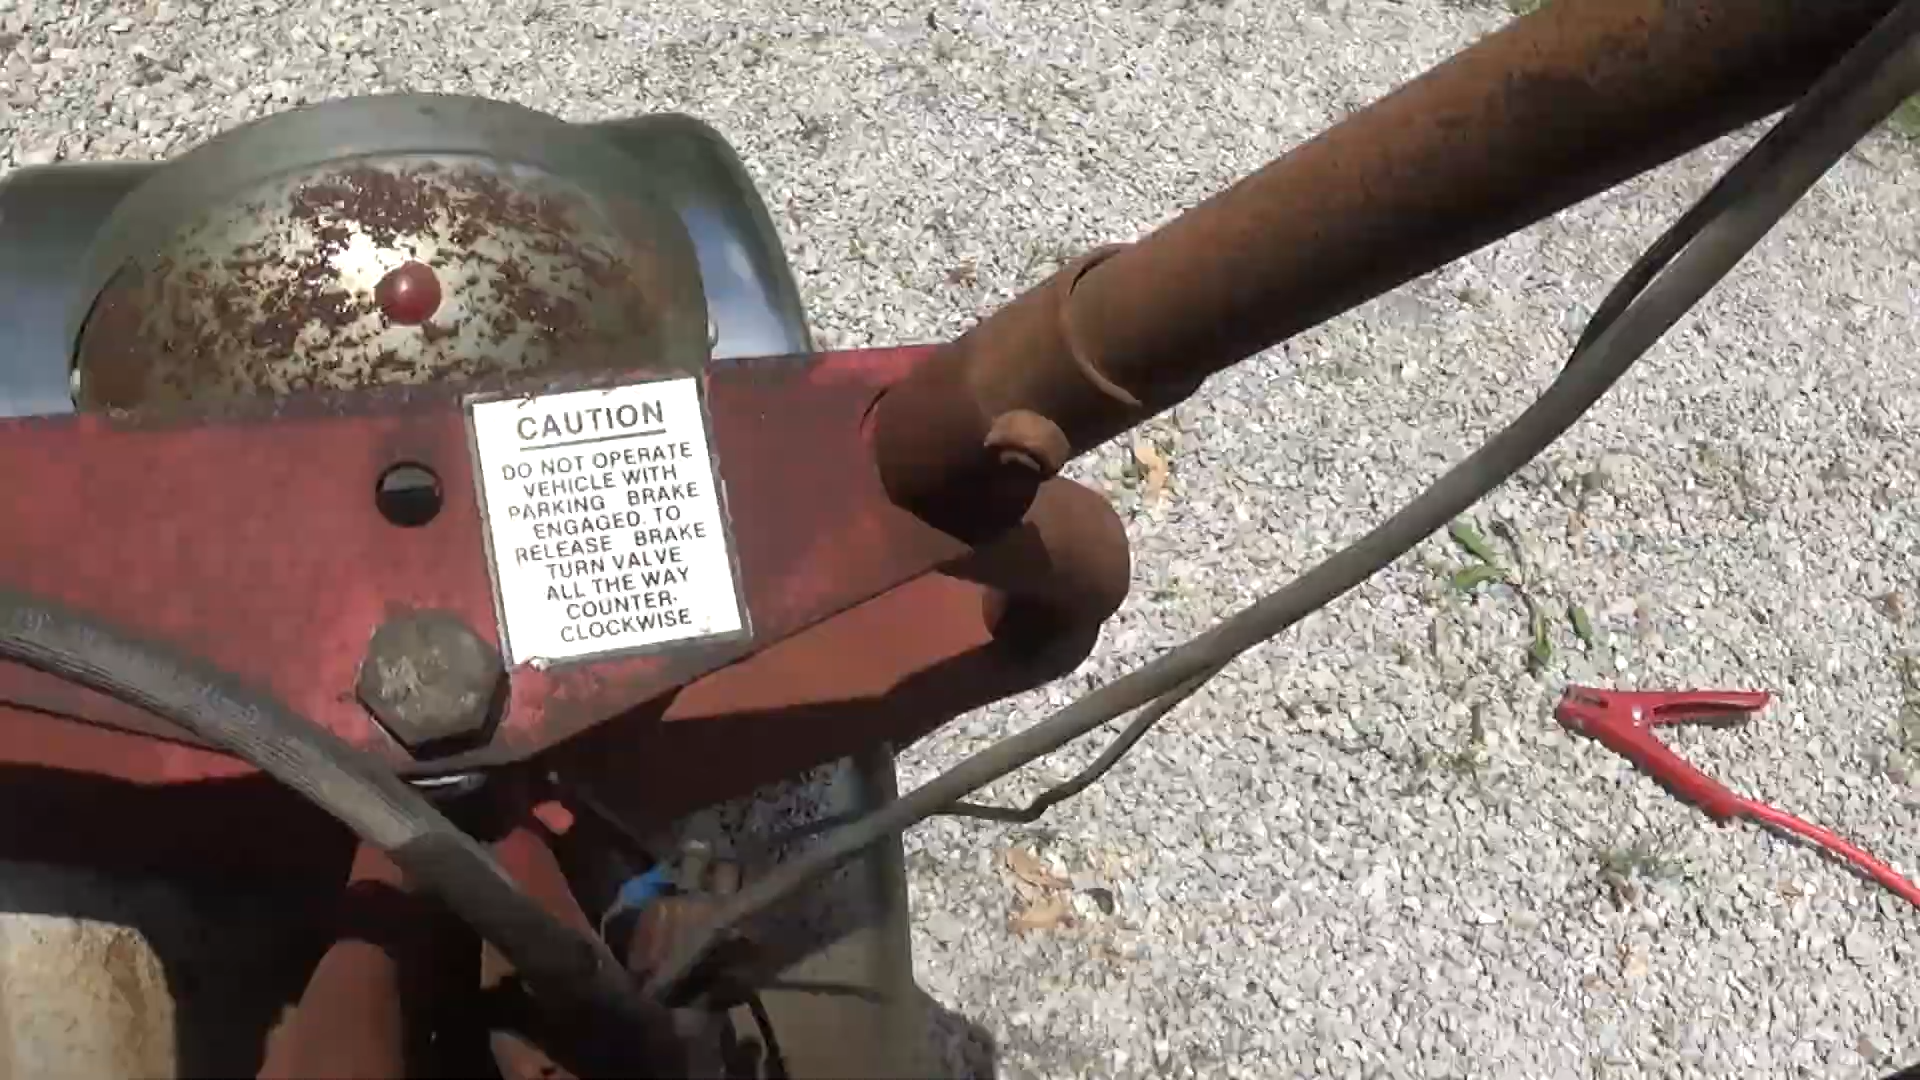 CAUTION
DO NOT OPERATE
VEHICLE WITH
PARKING BRAKE
ENGAGED. TO
RELEASE BRAKE
TURN VALVE
ALL THE WAY
COUNTER-
CLOCKWISE